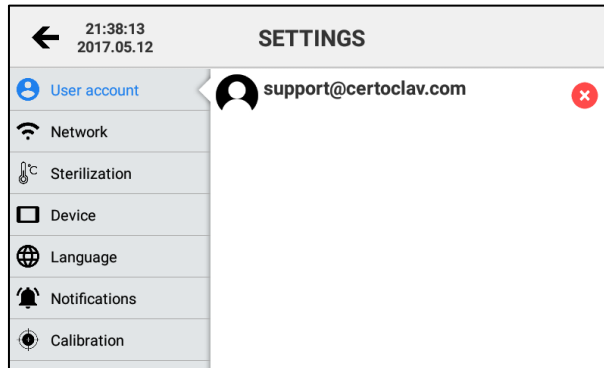 21:38:13
2017.05.12
SETTINGS
User account
support@certoclav.com
Network
°C
Sterilization
Device
Language
Notifications
Calibration